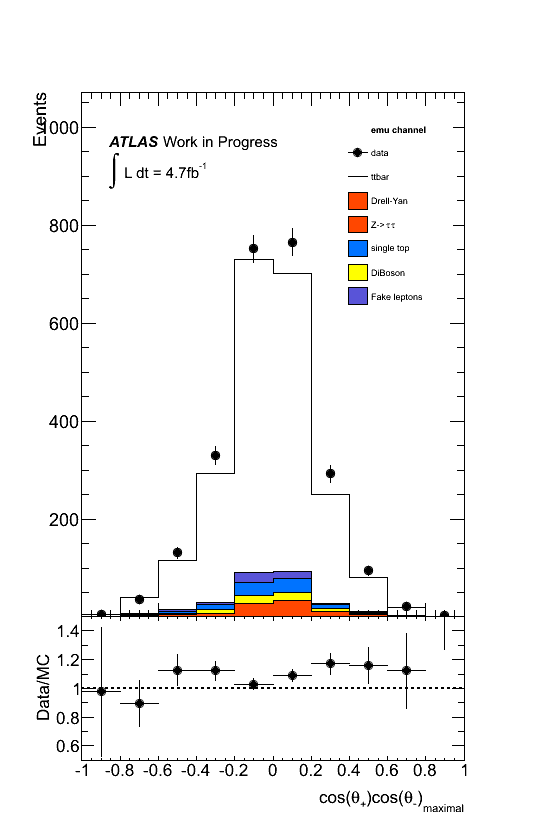 Events
1000
800
600
400
200
ATLAS Work in Progress
∫ L dt = 4.7fb⁻¹
emu channel
data
ttbar
Drell-Yan
Z->ττ
single top
DiBoson
Fake leptons
Data/MC
1.4
1.2
1
0.8
0.6
-1 -0.8 -0.6 -0.4 -0.2 0 0.2 0.4 0.6 0.8 1
cos(θ₊)cos(θ₋)maximal